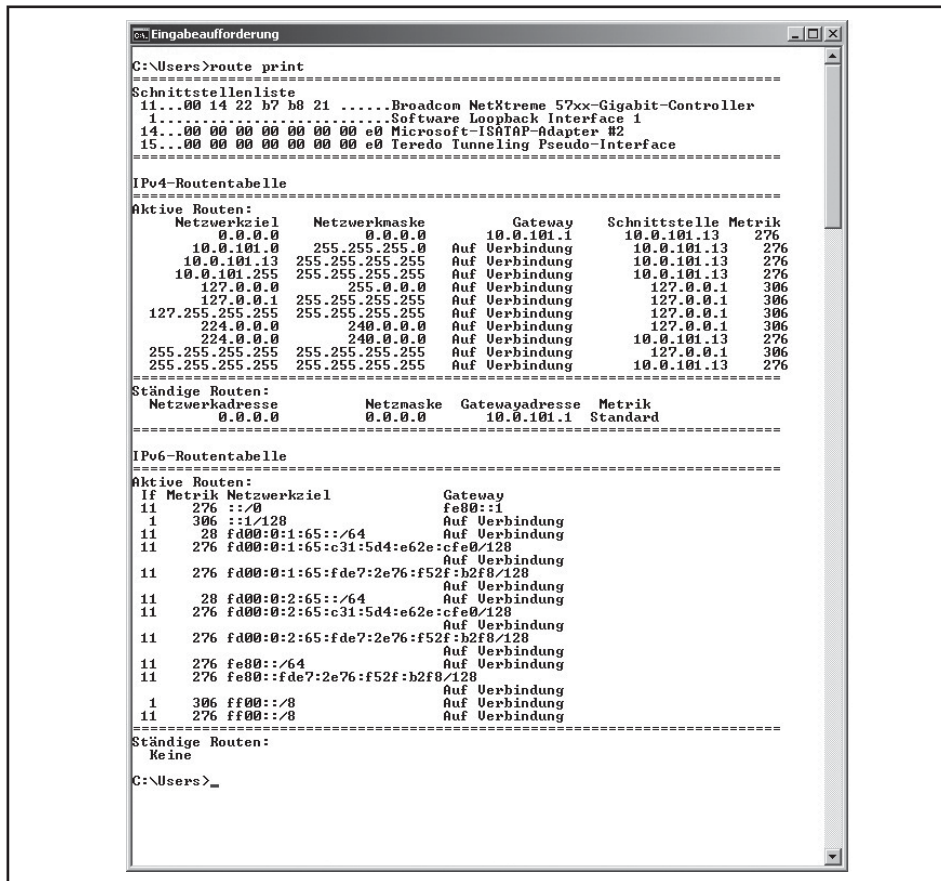 Eingabeaufforderung
C:\Users>route print
===========================================================================
Schnittstellenliste
11...00 14 22 b7 b8 21 ......Broadcom NetXtreme 57xx-Gigabit-Controller
1...........................Software Loopback Interface 1
14...00 00 00 00 00 00 00 e0 Microsoft-ISATAP-Adapter #2
15...00 00 00 00 00 00 00 e0 Teredo Tunneling Pseudo-Interface
===========================================================================
IPv4-Routentabelle
===========================================================================
Aktive Routen:
Netzwerkziel Netzwerkmaske Gateway Schnittstelle Metrik
0.0.0.0 0.0.0.0 10.0.101.1 10.0.101.13 276
10.0.101.0 255.255.255.0 Auf Verbindung 10.0.101.13 276
10.0.101.13 255.255.255.255 Auf Verbindung 10.0.101.13 276
10.0.101.255 255.255.255.255 Auf Verbindung 10.0.101.13 276
127.0.0.0 255.0.0.0 Auf Verbindung 127.0.0.1 306
127.0.0.1 255.255.255.255 Auf Verbindung 127.0.0.1 306
127.255.255.255 255.255.255.255 Auf Verbindung 127.0.0.1 306
224.0.0.0 240.0.0.0 Auf Verbindung 127.0.0.1 306
224.0.0.0 240.0.0.0 Auf Verbindung 10.0.101.13 276
255.255.255.255 255.255.255.255 Auf Verbindung 127.0.0.1 306
255.255.255.255 255.255.255.255 Auf Verbindung 10.0.101.13 276
===========================================================================
Ständige Routen:
Netzwerkadresse Netzmaske Gatewayadresse Metrik
0.0.0.0 0.0.0.0 10.0.101.1 Standard
===========================================================================
IPv6-Routentabelle
===========================================================================
Aktive Routen:
If Metrik Netzwerkziel Gateway
11 276 ::/0 fe80::1
1 306 ::1/128 Auf Verbindung
11 28 fd00:0:1:65::/64 Auf Verbindung
11 276 fd00:0:1:65:c31:5d4:e62e:cfe0/128
Auf Verbindung
11 276 fd00:0:1:65:fde7:2e76:f52f:b2f8/128
Auf Verbindung
11 28 fd00:0:2:65::/64 Auf Verbindung
11 276 fd00:0:2:65:c31:5d4:e62e:cfe0/128
Auf Verbindung
11 276 fd00:0:2:65:fde7:2e76:f52f:b2f8/128
Auf Verbindung
11 276 fe80::/64 Auf Verbindung
11 276 fe80::fde7:2e76:f52f:b2f8/128
Auf Verbindung
1 306 ff00::/8 Auf Verbindung
11 276 ff00::/8 Auf Verbindung
===========================================================================
Ständige Routen:
Keine
C:\Users>_